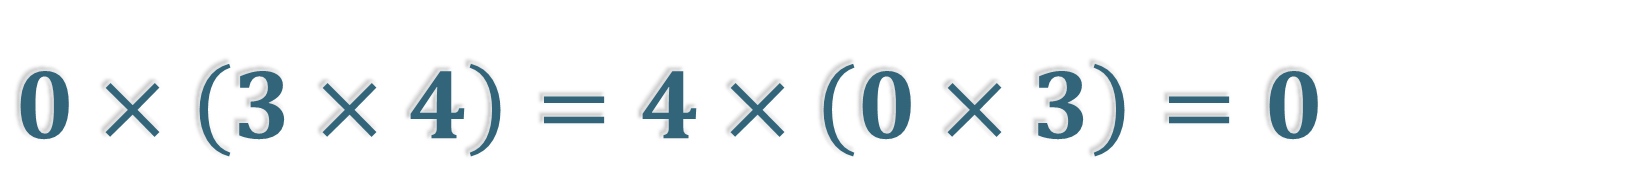 0 × (3 × 4) = 4 × (0 × 3) = 0